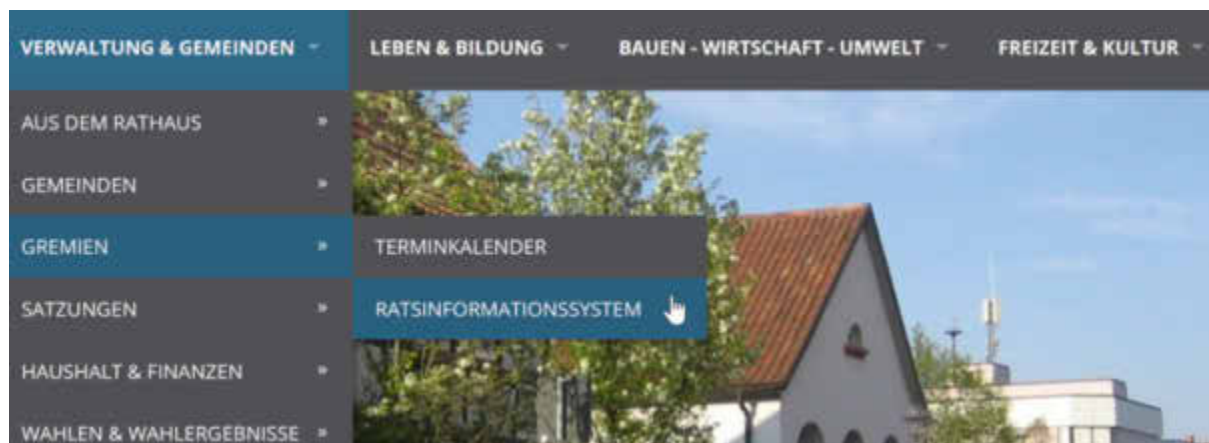 VERWALTUNG & GEMEINDEN LEBEN & BILDUNG BAUEN - WIRTSCHAFT - UMWELT FREIZEIT & KULTUR
AUS DEM RATHAUS »
GEMEINDEN »
GREMIEN » TERMINKALENDER
SATZUNGEN » RATSINFORMATIONSSYSTEM
HAUSHALT & FINANZEN »
WAHLEN & WAHLERGEBNISSE »